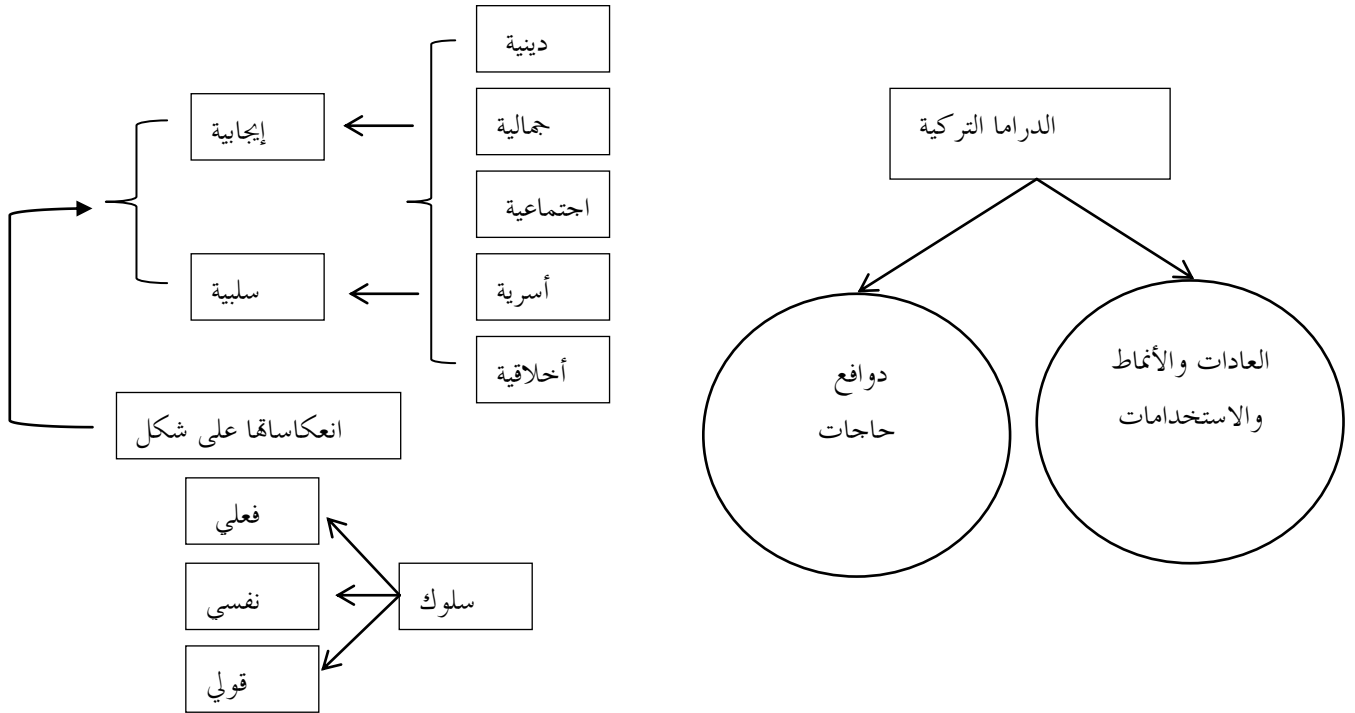 الدراما التركية
العادات والأنماط
والاستخدامات
دوافع
حاجات
دينية
جمالية
اجتماعية
أسرية
أخلاقية
إيجابية
سلبية
انعكاساتها على شكل
سلوك
فعلي
نفسي
قولي